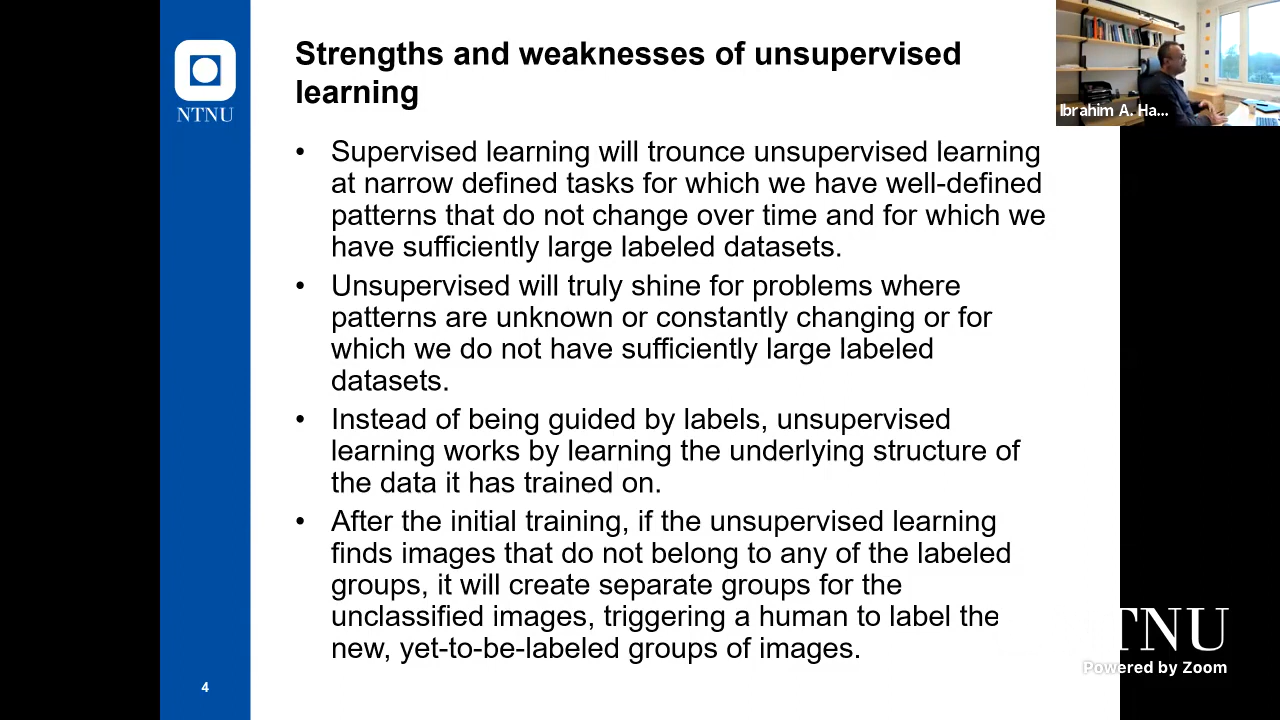 Strengths and weaknesses of unsupervised
learning
NTNU
Ibrahim A. Ha...
• Supervised learning will trounce unsupervised learning
at narrow defined tasks for which we have well-defined
patterns that do not change over time and for which we
have sufficiently large labeled datasets.
• Unsupervised will truly shine for problems where
patterns are unknown or constantly changing or for
which we do not have sufficiently large labeled
datasets.
• Instead of being guided by labels, unsupervised
learning works by learning the underlying structure of
the data it has trained on.
• After the initial training, if the unsupervised learning
finds images that do not belong to any of the labeled
groups, it will create separate groups for the
unclassified images, triggering a human to label the
new, yet-to-be-labeled groups of images.
NTNU
Powered by Zoom
4